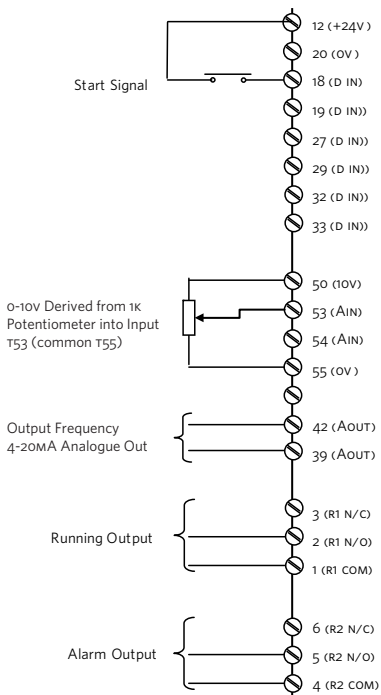 12 (+24V)
20 (0V)
Start Signal
18 (D IN)
19 (D IN))
27 (D IN))
29 (D IN))
32 (D IN))
33 (D IN))
50 (10V)
0-10V Derived from 1K
Potentiometer into Input
T53 (common T55)
53 (AIN)
54 (AIN)
55 (0V )
Output Frequency
4-20MA Analogue Out
42 (AOUT)
39 (AOUT)
3 (R1 N/C)
Running Output
2 (R1 N/O)
1 (R1 COM)
6 (R2 N/C)
Alarm Output
5 (R2 N/O)
4 (R2 COM)